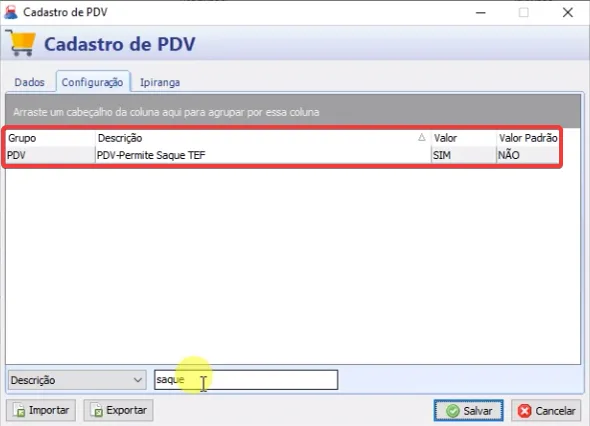 Cadastro de PDV
Cadastro de PDV
Dados Configuração Ipiranga
Arraste um cabeçalho da coluna aqui para agrupar por essa coluna
Grupo Descrição Valor Valor Padrão
PDV PDV-Permite Saque TEF SIM NÃO
Descrição saque
Importar Exportar Salvar Cancelar